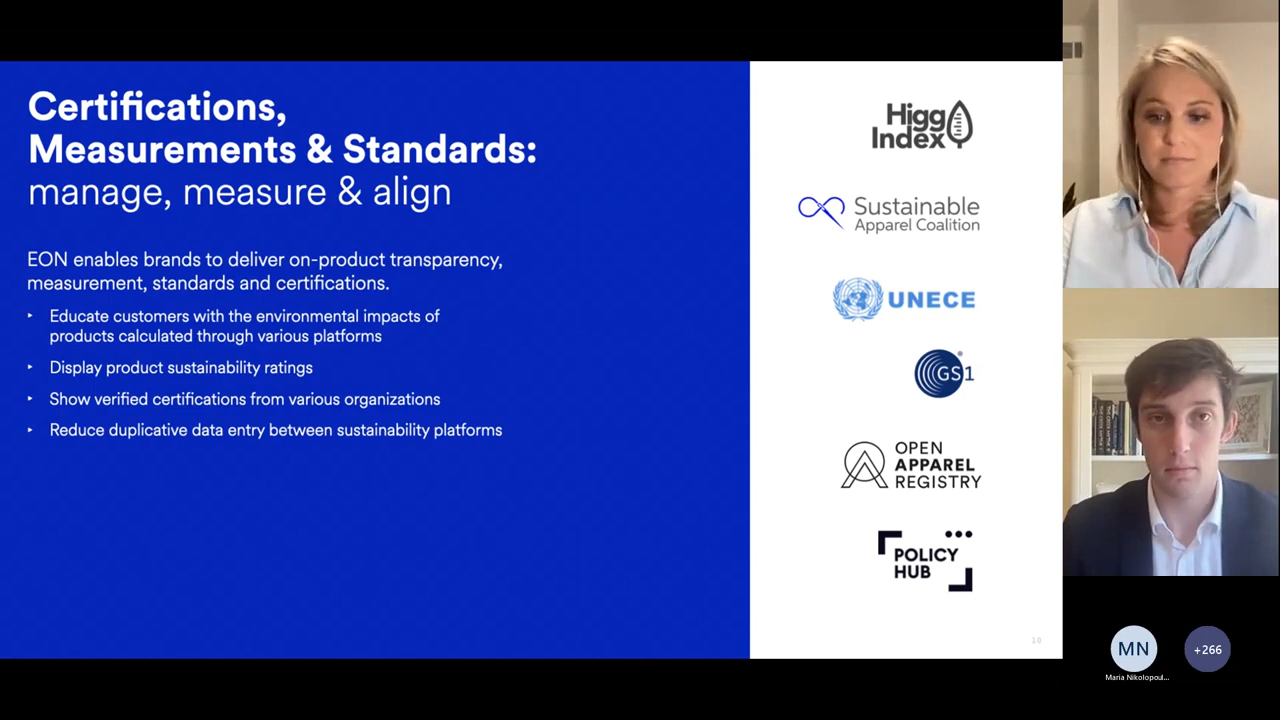 Certifications,
Measurements & Standards:
manage, measure & align
EON enables brands to deliver on-product transparency,
measurement, standards and certifications.
‣ Educate customers with the environmental impacts of
products calculated through various platforms
‣ Display product sustainability ratings
‣ Show verified certifications from various organizations
‣ Reduce duplicative data entry between sustainability platforms
Higg
Index
Sustainable
Apparel Coalition
UNECE
GS1
OPEN
APPAREL
REGISTRY
POLICY
HUB
10
MN
+266
Maria Nikolopoul...